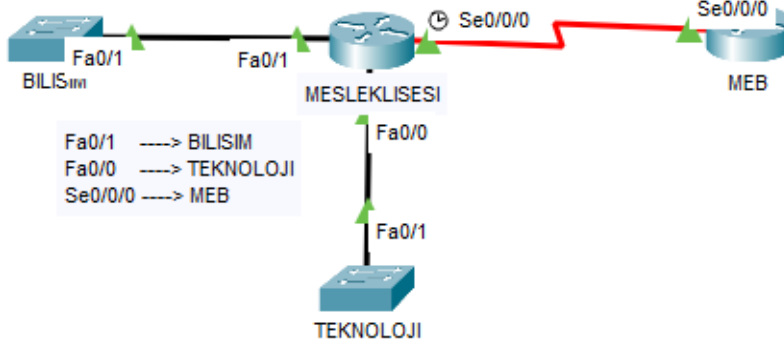 Se0/0/0
Se0/0/0
Fa0/1
Fa0/1
BILISIM
MEB
MESLEKLISESI
Fa0/0
Fa0/1 ----> BILISIM
Fa0/0 ----> TEKNOLOJI
Se0/0/0 ----> MEB
Fa0/1
TEKNOLOJI